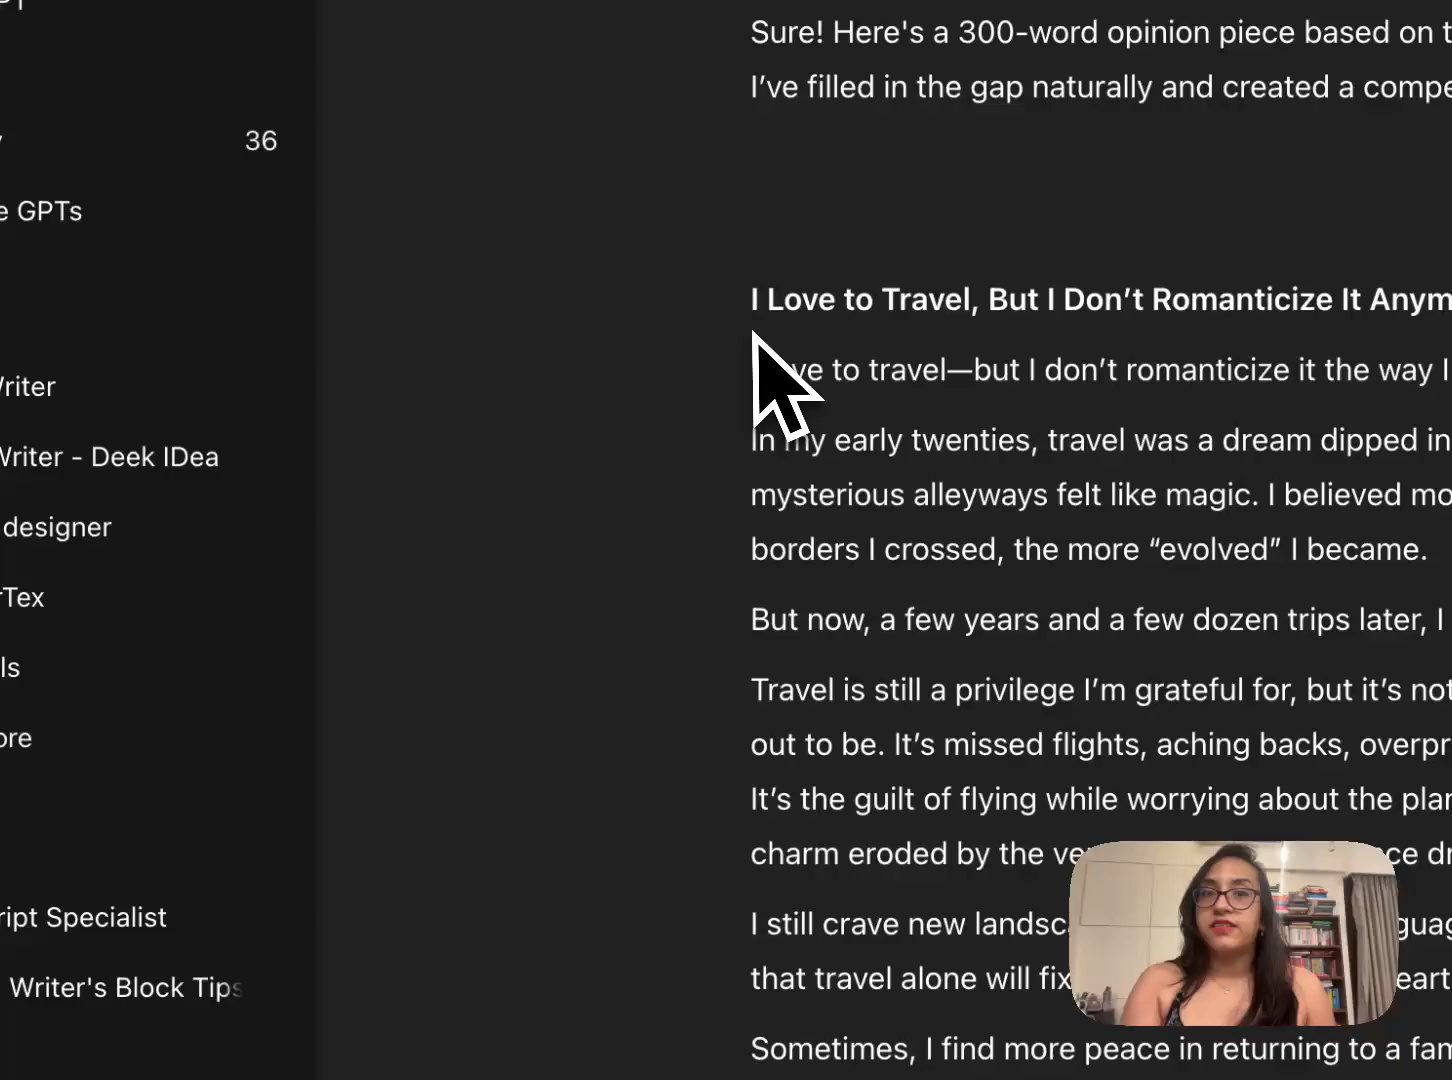 36
e GPTs
Writer
Writer - Deek IDea
designer
rTex
ls
ore
ript Specialist
Writer's Block Tips
Sure! Here's a 300-word opinion piece based on t
I've filled in the gap naturally and created a compe
I Love to Travel, But I Don't Romanticize It Anym
ve to travel—but I don't romanticize it the way I
In my early twenties, travel was a dream dipped in
mysterious alleyways felt like magic. I believed mo
borders I crossed, the more “evolved” I became.
But now, a few years and a few dozen trips later, I
Travel is still a privilege I'm grateful for, but it's not
out to be. It's missed flights, aching backs, overpr
It's the guilt of flying while worrying about the plan
charm eroded by the ve ce dr
I still crave new landsc guag
that travel alone will fix eart
Sometimes, I find more peace in returning to a fam